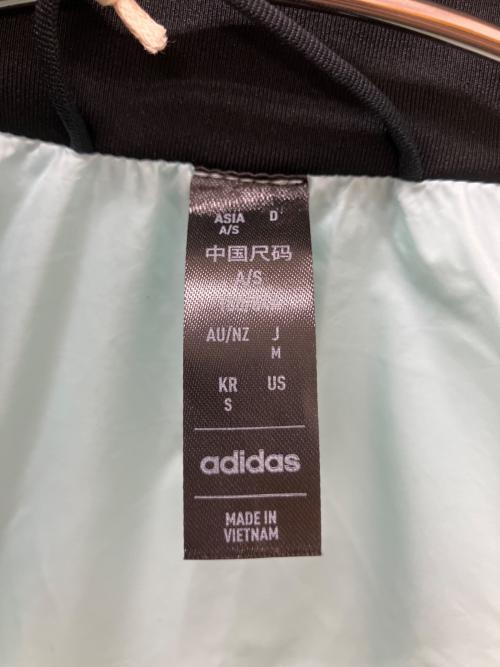 ASIA D
A/S
中国尺码
A/S
AU/NZ J
M
KR US
S
adidas
MADE IN
VIETNAM